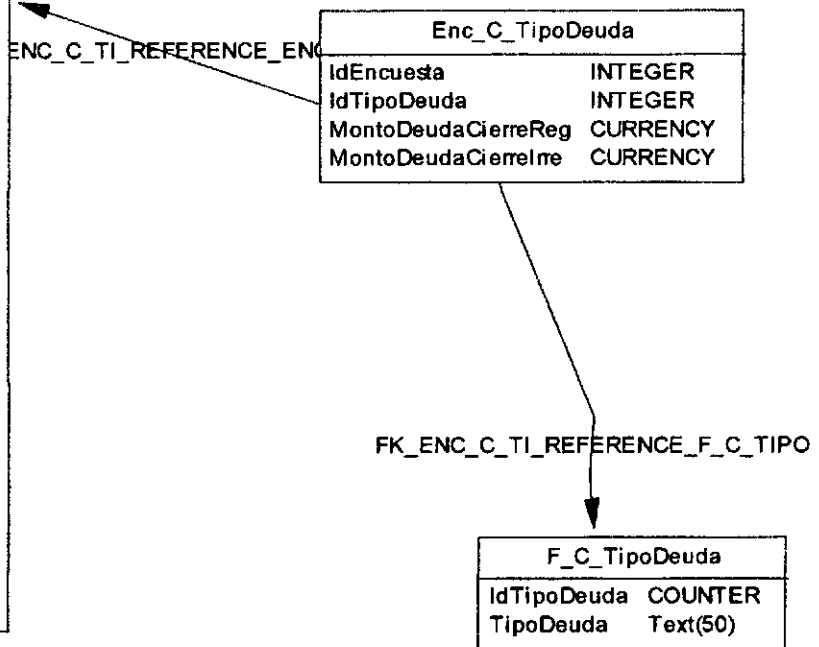 Enc_C_TipoDeuda
ENC_C_TI_REFERENCE_ENC
IdEncuesta INTEGER
IdTipoDeuda INTEGER
MontoDeudaCierreReg CURRENCY
MontoDeudaCierreIrre CURRENCY
FK_ENC_C_TI_REFERENCE_F_C_TIPO
F_C_TipoDeuda
IdTipoDeuda COUNTER
TipoDeuda Text(50)